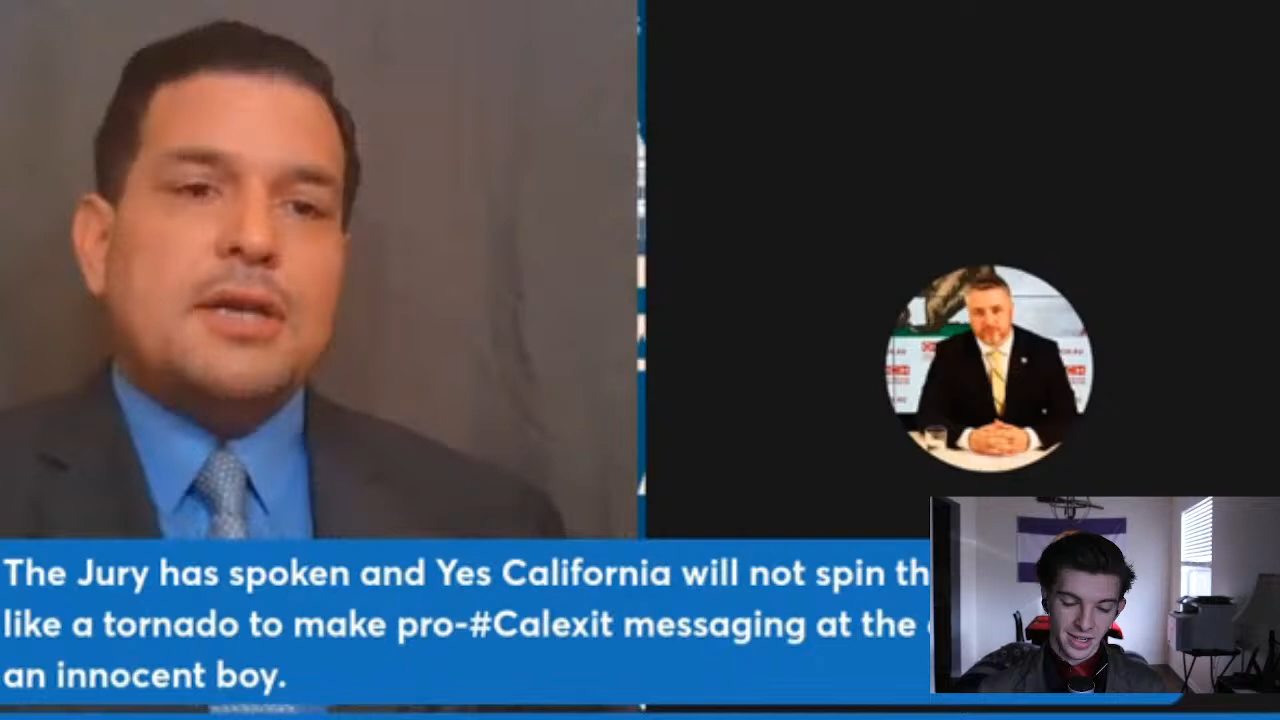 The Jury has spoken and Yes California will not spin
like a tornado to make pro-#Calexit messaging at the
an innocent boy.